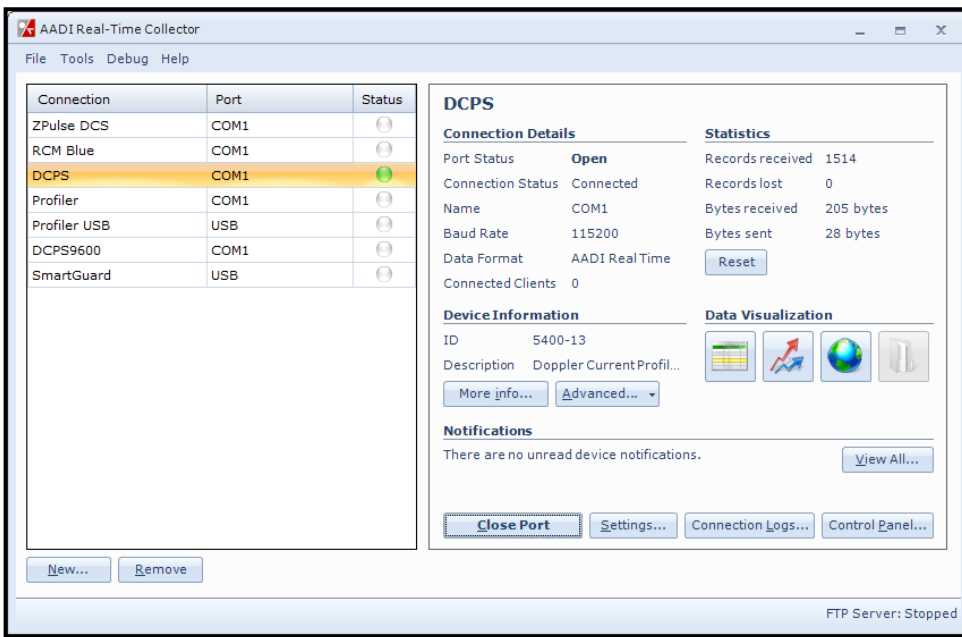 AADI Real-Time Collector
File Tools Debug Help
Connection Port Status
ZPulse DCS COM1
RCM Blue COM1
DCPS COM1
Profiler COM1
Profiler USB USB
DCPS9600 COM1
SmartGuard USB
New... Remove
DCPS
Connection Details
Port Status Open
Connection Status Connected
Name COM1
Baud Rate 115200
Data Format AADI Real Time
Connected Clients 0
Statistics
Records received 1514
Records lost 0
Bytes received 205 bytes
Bytes sent 28 bytes
Reset
Device Information
ID 5400-13
Description Doppler Current Profil...
More info... Advanced...
Data Visualization
Notifications
There are no unread device notifications.
View All...
Close Port Settings... Connection Logs... Control Panel...
FTP Server: Stopped